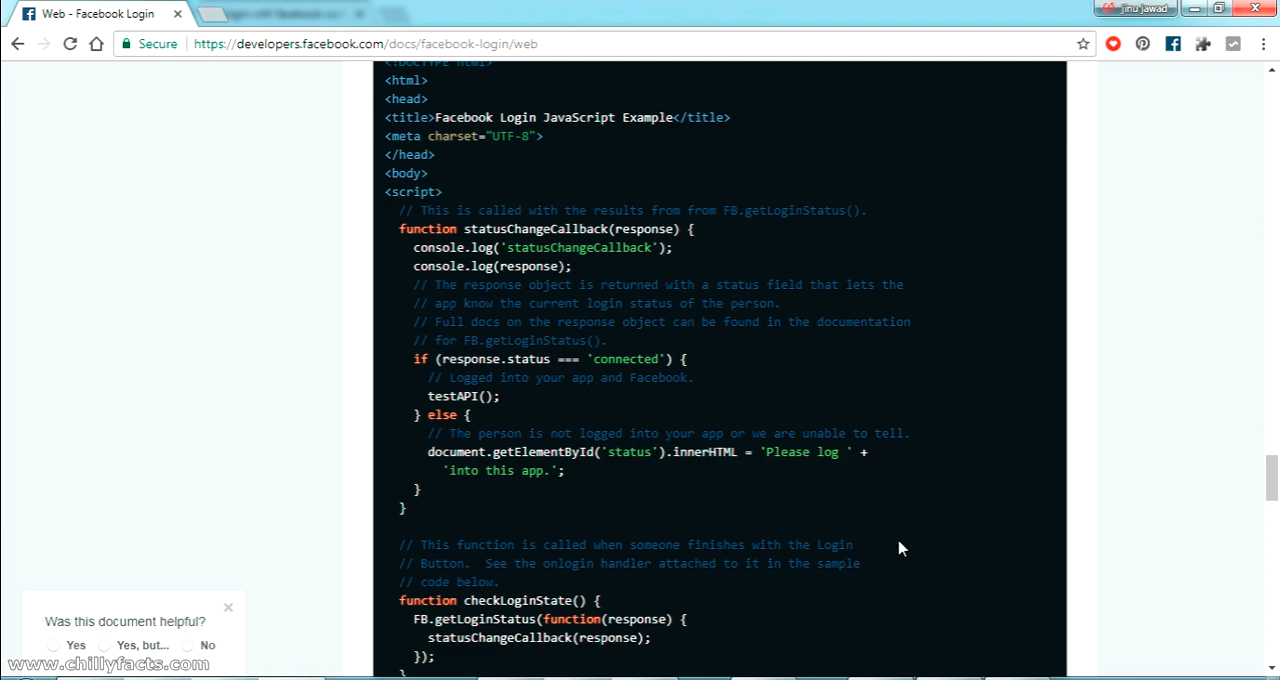 Web - Facebook Login
jinu jawad
Secure
https://developers.facebook.com/docs/facebook-login/web
<!DOCTYPE html>
<html>
<head>
<title>Facebook Login JavaScript Example</title>
<meta charset="UTF-8">
</head>
<body>
<script>
// This is called with the results from from FB.getLoginStatus().
function statusChangeCallback(response) {
console.log('statusChangeCallback');
console.log(response);
// The response object is returned with a status field that lets the
// app know the current login status of the person.
// Full docs on the response object can be found in the documentation
// for FB.getLoginStatus().
if (response.status === 'connected') {
// Logged into your app and Facebook.
testAPI();
} else {
// The person is not logged into your app or we are unable to tell.
document.getElementById('status').innerHTML = 'Please log ' +
'into this app.';
}
}
// This function is called when someone finishes with the Login
// Button.  See the onlogin handler attached to it in the sample
// code below.
function checkLoginState() {
FB.getLoginStatus(function(response) {
statusChangeCallback(response);
});
}
Was this document helpful?
Yes
Yes, but...
No
www.chillyfacts.com